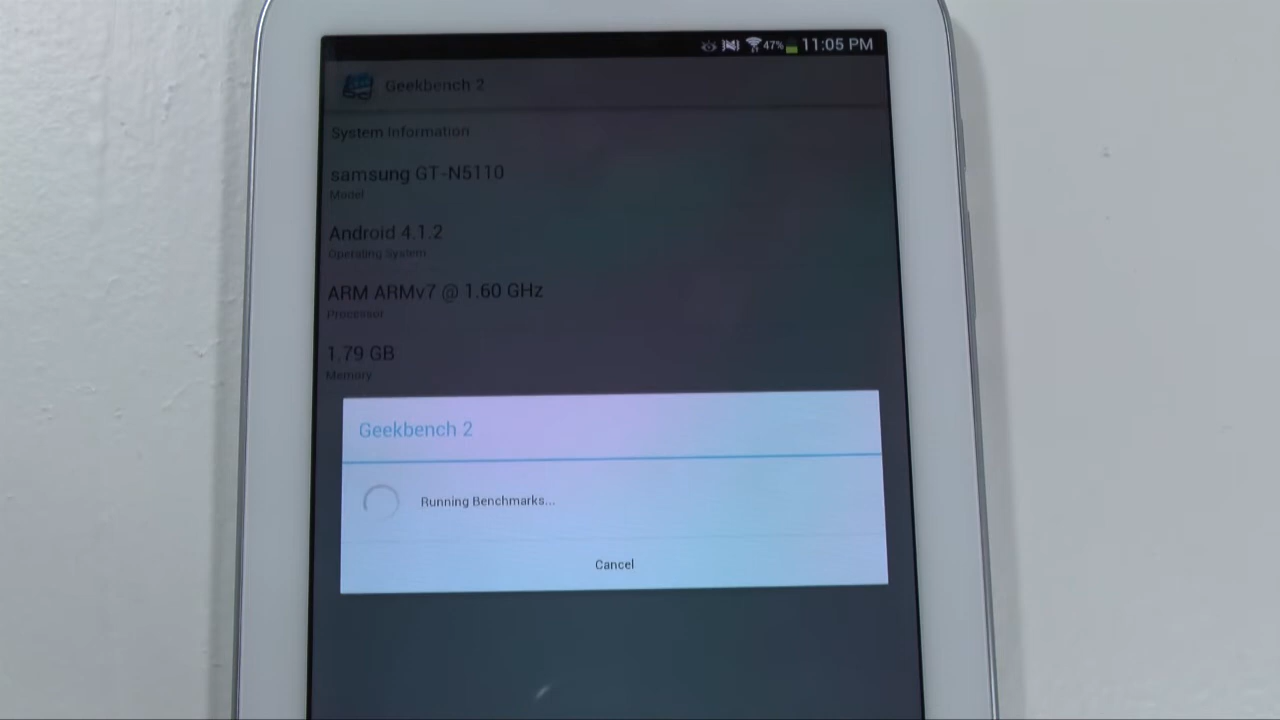 47% 11:05 PM
Geekbench 2
System Information
samsung GT-N5110
Model
Android 4.1.2
Operating System
ARM ARMv7 @ 1.60 GHz
Processor
1.79 GB
Memory
Geekbench 2
Running Benchmarks...
Cancel